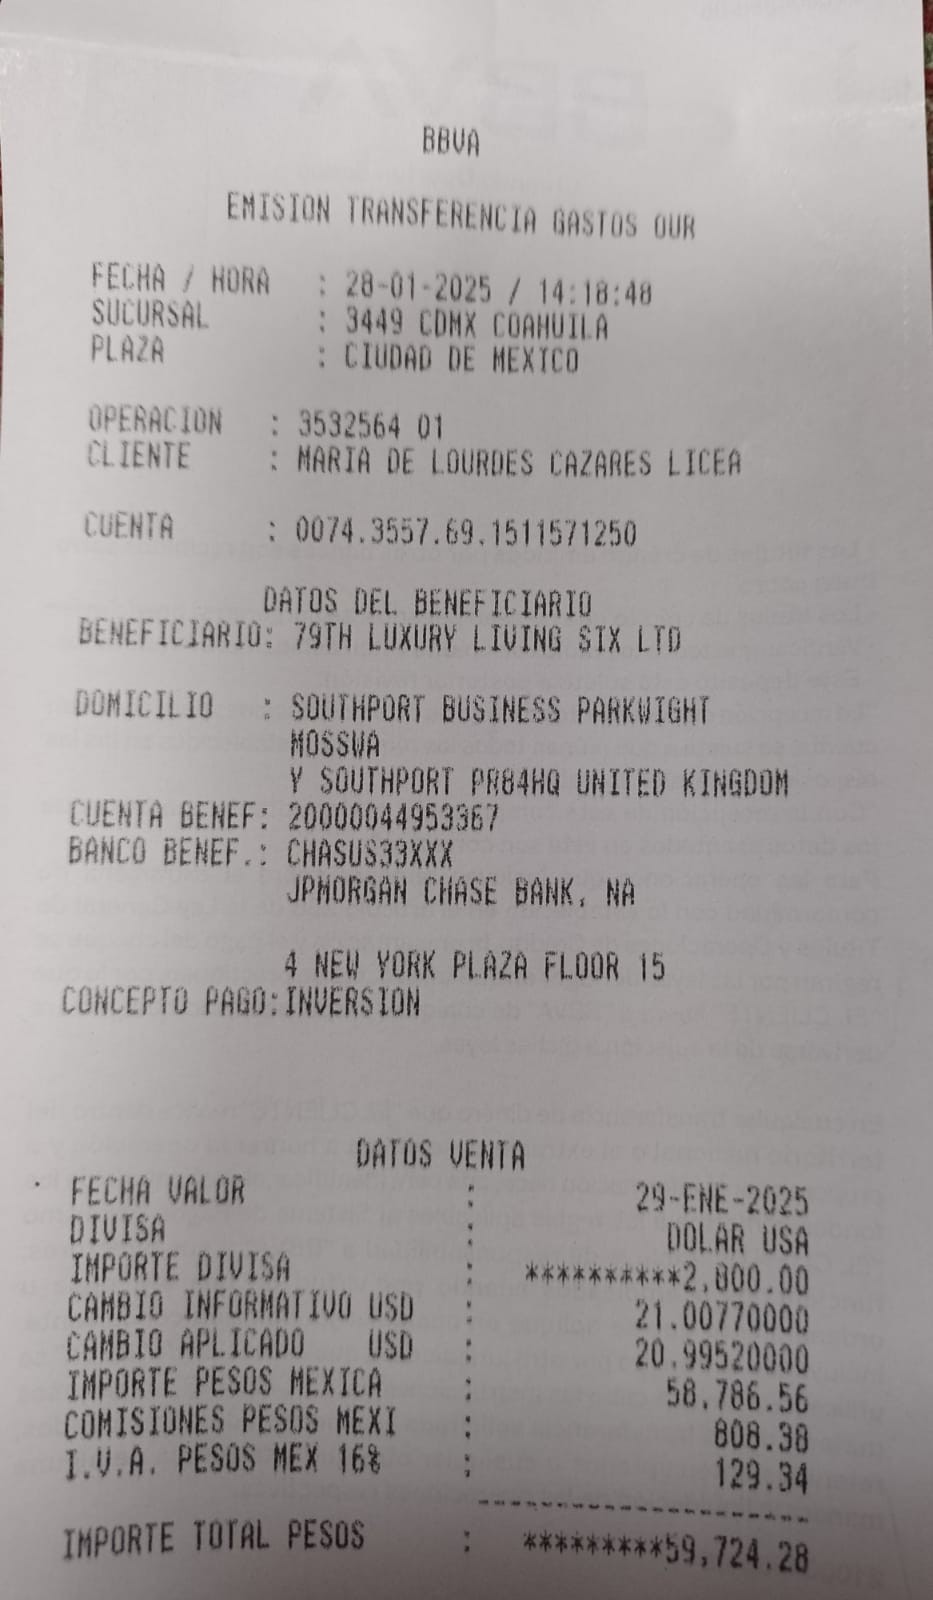 BBVA
EMISION TRANSFERENCIA GASTOS OUR
FECHA / HORA : 28-01-2025 / 14:18:48
SUCURSAL : 3449 CDMX COAHUILA
PLAZA : CIUDAD DE MEXICO
OPERACION : 3532564 01
CLIENTE : MARIA DE LOURDES CAZARES LICEA
CUENTA : 0074.3557.69.1511571250
DATOS DEL BENEFICIARIO
BENEFICIARIO: 79TH LUXURY LIVING SIX LTD
DOMICILIO : SOUTHPORT BUSINESS PARKWIGHT
MOSSWA
Y SOUTHPORT PR84HQ UNITED KINGDOM
CUENTA BENEF: 20000044953367
BANCO BENEF.: CHASUS33XXX
JPMORGAN CHASE BANK, NA
4 NEW YORK PLAZA FLOOR 15
CONCEPTO PAGO:INVERSION
DATOS VENTA
FECHA VALOR : 29-ENE-2025
DIVISA : DOLAR USA
IMPORTE DIVISA : **********2,800.00
CAMBIO INFORMATIVO USD : 21.00770000
CAMBIO APLICADO USD : 20.99520000
IMPORTE PESOS MEXICA : 58,786.56
COMISIONES PESOS MEXI : 808.38
I.V.A. PESOS MEX 16% : 129.34
IMPORTE TOTAL PESOS : *********59,724.28